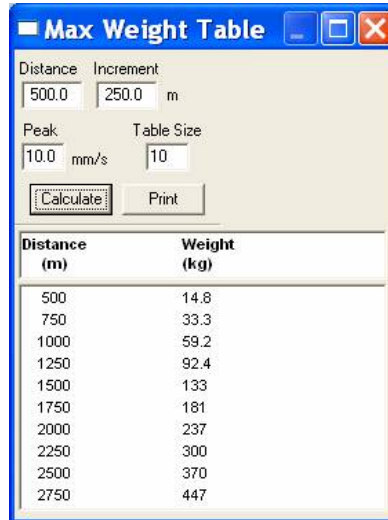 Max Weight Table
Distance Increment
500.0 250.0 m
Peak Table Size
10.0 mm/s 10
Calculate Print
Distance Weight
(m) (kg)
500 14.8
750 33.3
1000 59.2
1250 92.4
1500 133
1750 181
2000 237
2250 300
2500 370
2750 447